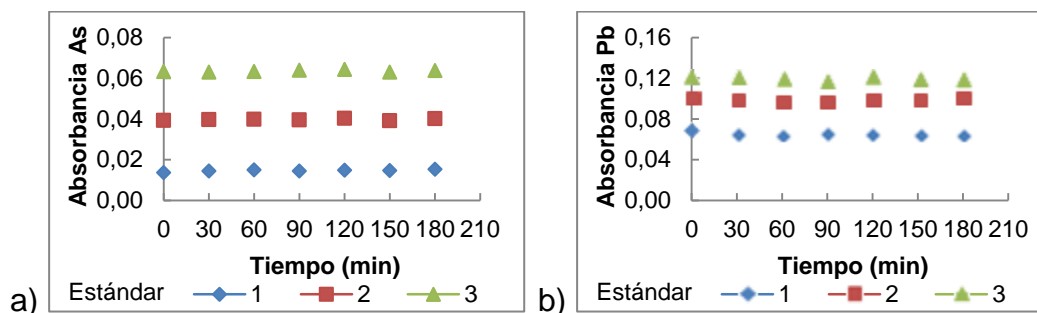 Absorbancia As
0,08
0,06
0,04
0,02
0,00
0 30 60 90 120 150 180 210
Tiempo (min)
a) Estándar 1 2 3
Absorbancia Pb
0,16
0,12
0,08
0,04
0,00
0 30 60 90 120 150 180 210
Tiempo (min)
b) Estándar 1 2 3